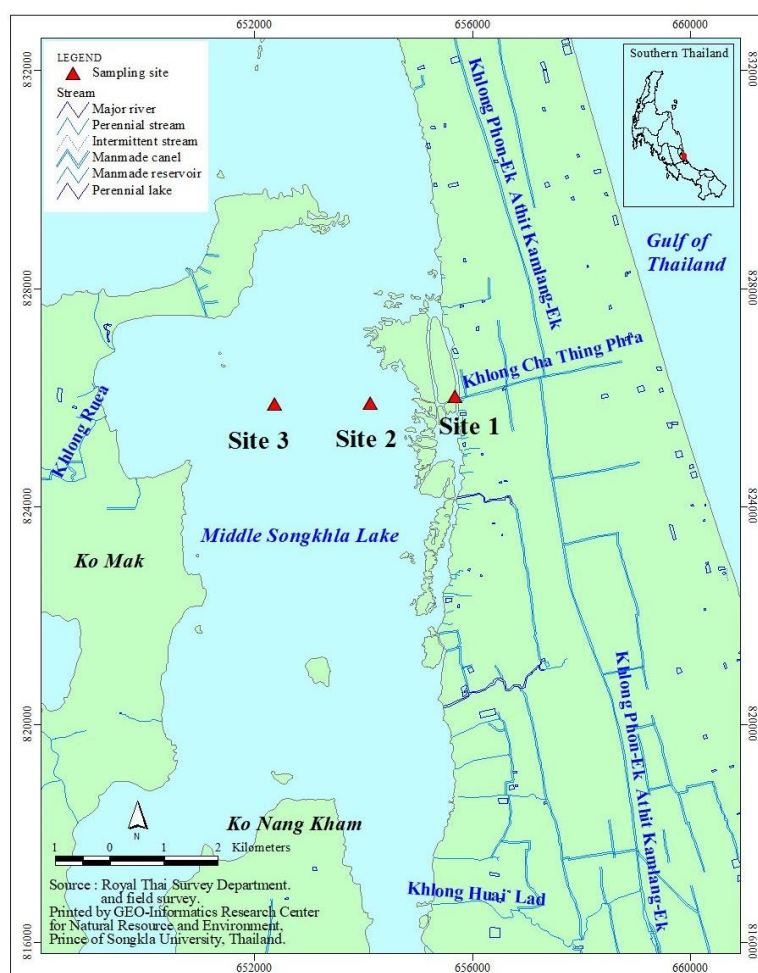 652000
656000
660000
832000
832000
LEGEND
Sampling site
Stream
Major river
Perennial stream
Intermittent stream
Manmade canel
Manmade reservoir
Perennial lake
Southern Thailand
Khlong Phon-Ek Athit Kamlang-Ek
Gulf of
Thailand
828000
828000
Khlong Cha Thing Phra
Khlong Ruea
Site 3
Site 2
Site 1
824000
824000
Middle Songkhla Lake
Ko Mak
Khlong Phon-Ek Athit Kamlang-Ek
820000
820000
N
Ko Nang Kham
1 0 1 2 Kilometers
Source : Royal Thai Survey Department.
and field survey.
Printed by GEO-Informatics Research Center
for Natural Resource and Environment,
Prince of Songkla University, Thailand.
Khlong Huai Lad
816000
816000
652000
656000
660000